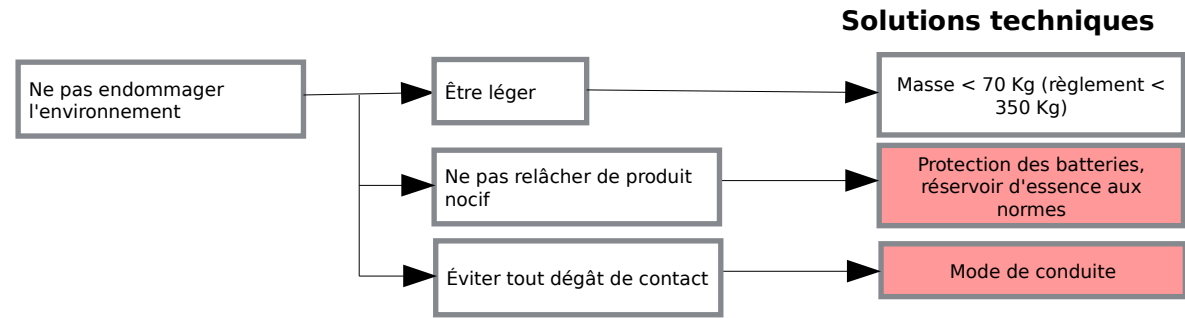 Solutions techniques
Ne pas endommager
l'environnement
Être léger
Masse < 70 Kg (règlement <
350 Kg)
Ne pas relâcher de produit
nocif
Protection des batteries,
réservoir d'essence aux
normes
Éviter tout dégât de contact
Mode de conduite